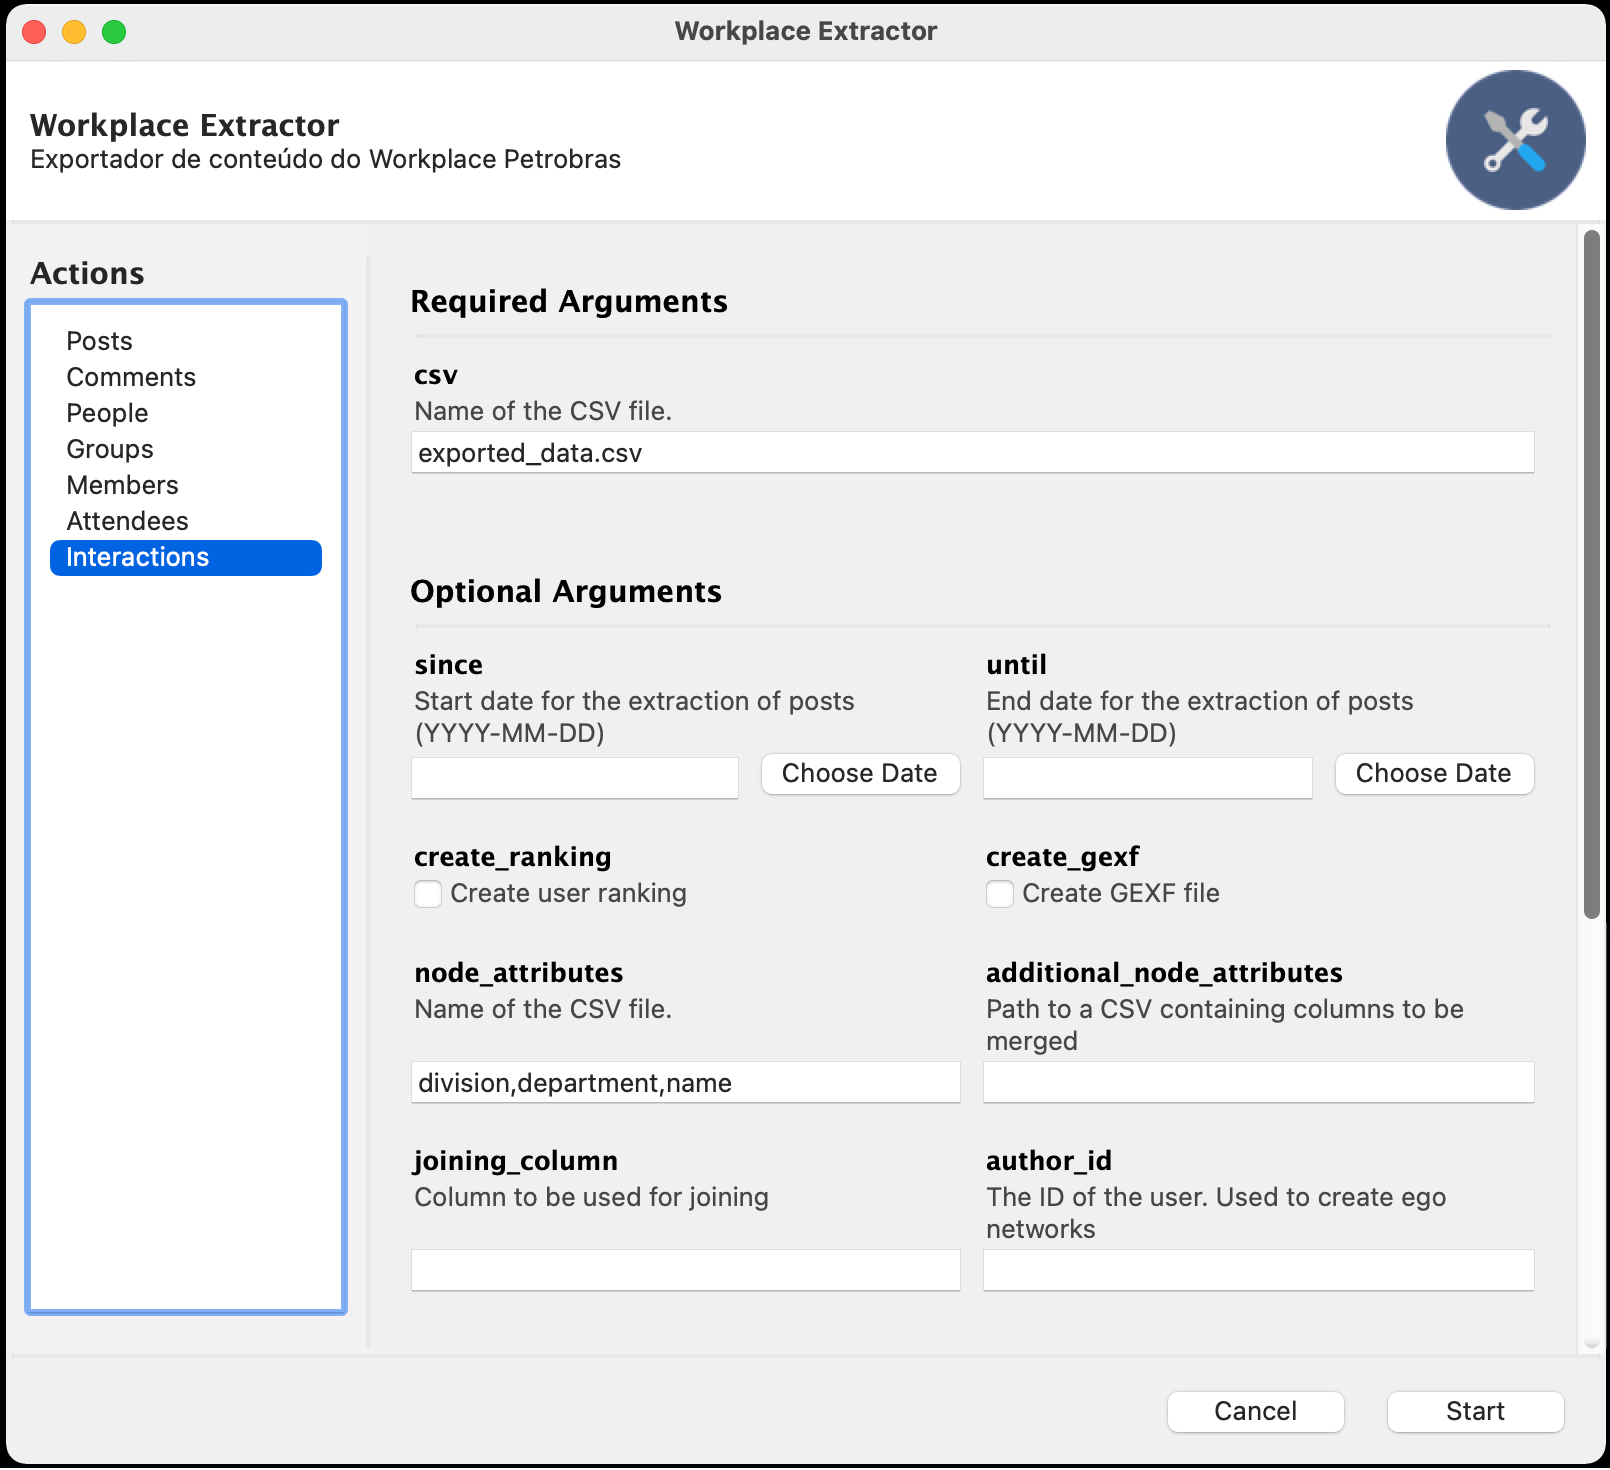 Workplace Extractor
Workplace Extractor
Exportador de conteúdo do Workplace Petrobras
Actions
Posts
Comments
People
Groups
Members
Attendees
Interactions
Required Arguments
csv
Name of the CSV file.
exported_data.csv
Optional Arguments
since
Start date for the extraction of posts
(YYYY-MM-DD)
Choose Date
until
End date for the extraction of posts
(YYYY-MM-DD)
Choose Date
create_ranking
Create user ranking
create_gexf
Create GEXF file
node_attributes
Name of the CSV file.
division,department,name
additional_node_attributes
Path to a CSV containing columns to be
merged
joining_column
Column to be used for joining
author_id
The ID of the user. Used to create ego
networks
Cancel
Start